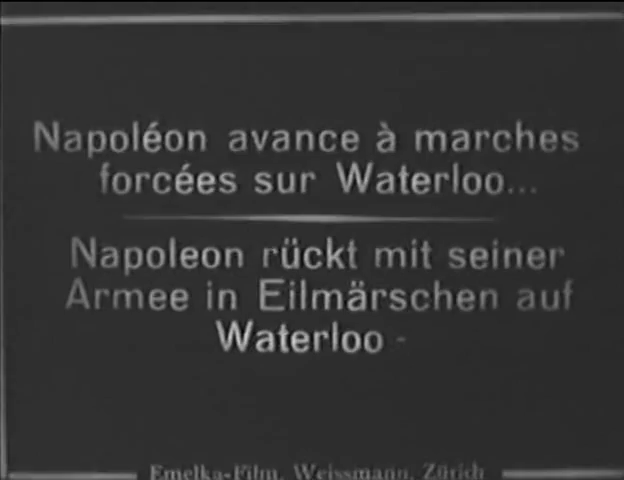 Napoléon avance à marches
forcées sur Waterloo...
Napoleon rückt mit seiner
Armee in Eilmärschen auf
Waterloo -
Emelka-Film, Weissmann, Zürich